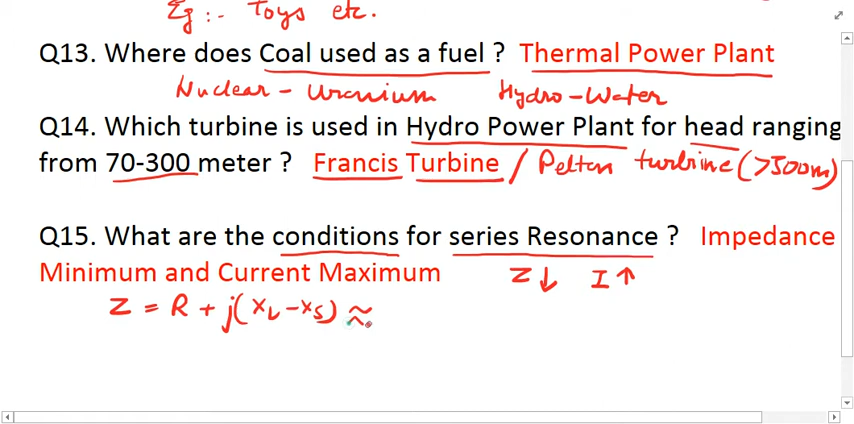 Eg :- Toys etc.
Q13. Where does Coal used as a fuel ? Thermal Power Plant
Nuclear - Uranium Hydro - Water
Q14. Which turbine is used in Hydro Power Plant for head ranging
from 70-300 meter ? Francis Turbine / Pelton turbine (>500m)
Q15. What are the conditions for series Resonance ? Impedance
Minimum and Current Maximum Z ↓ I ↑
Z = R + j(XL - XS) ≈